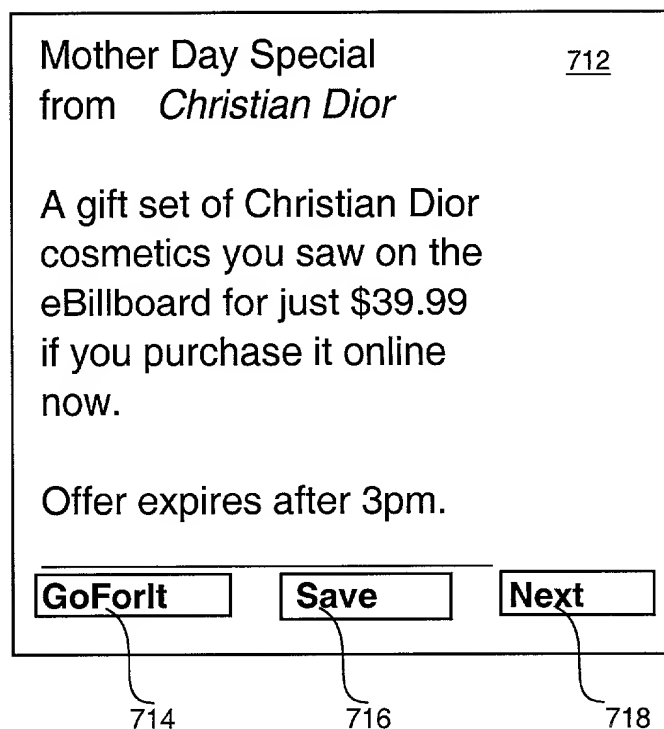 Mother Day Special 712
from Christian Dior
A gift set of Christian Dior
cosmetics you saw on the
eBillboard for just $39.99
if you purchase it online
now.
Offer expires after 3pm.
GoForIt Save Next
714 716 718